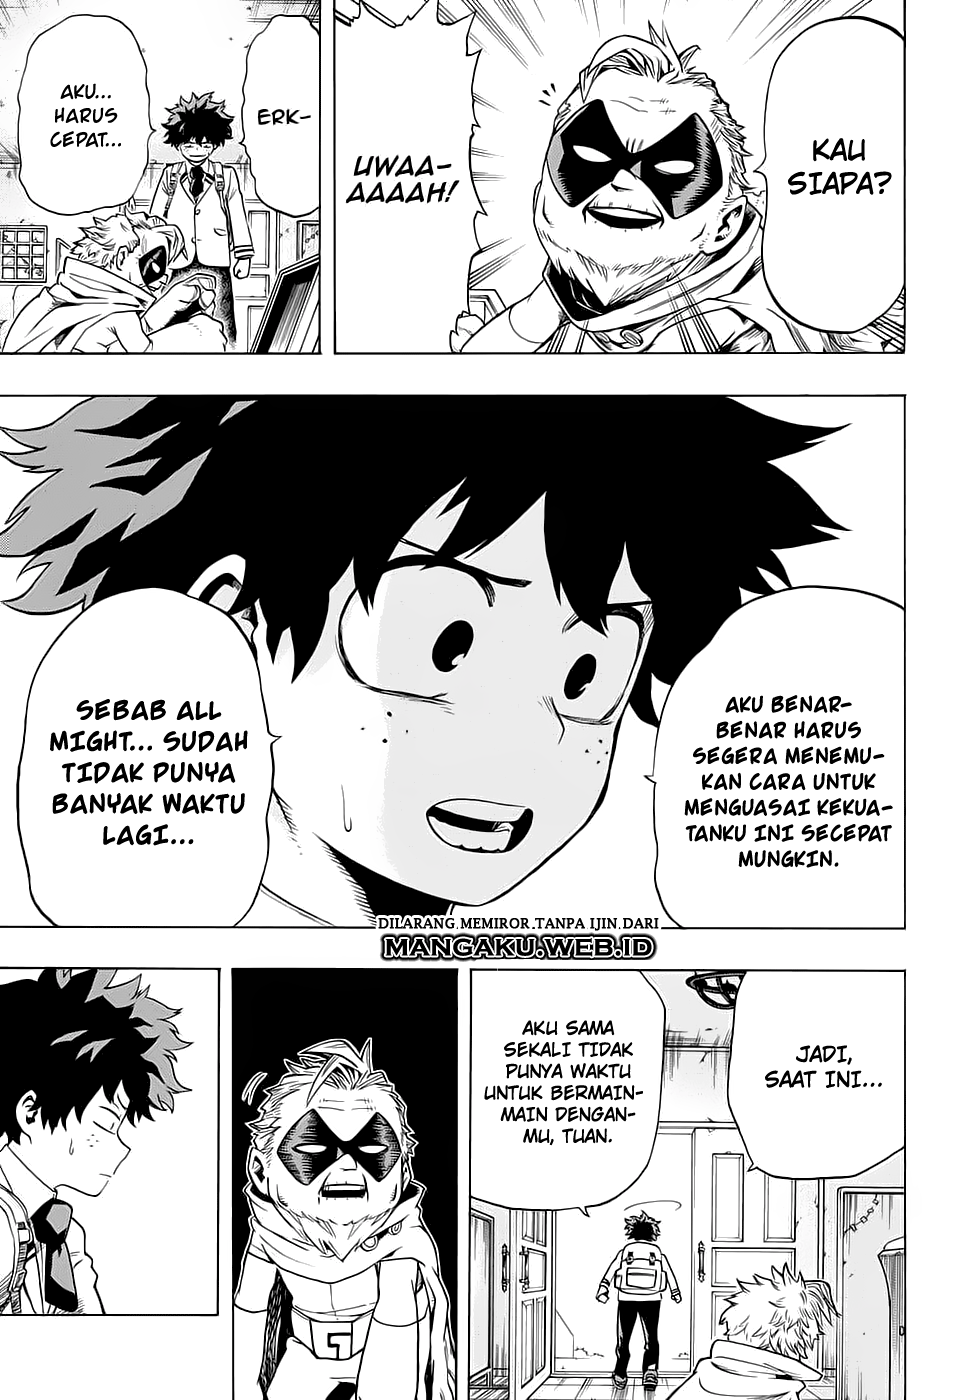 KAU
SIAPA?
UWAA-
AAAAH!
ERK-
AKU...
HARUS
CEPAT...
AKU BENAR-
BENAR HARUS
SEGERA MENEMU-
KAN CARA UNTUK
MENGUASAI KEKUA-
TANKU INI SECEPAT
MUNGKIN.
SEBAB ALL
MIGHT... SUDAH
TIDAK PUNYA
BANYAK WAKTU
LAGI...
DILARANG MEMIROR TANPA IJIN DARI
MANGAKU.WEB.ID
JADI,
SAAT INI...
AKU SAMA
SEKALI TIDAK
PUNYA WAKTU
UNTUK BERMAIN-
MAIN DENGAN-
MU, TUAN.